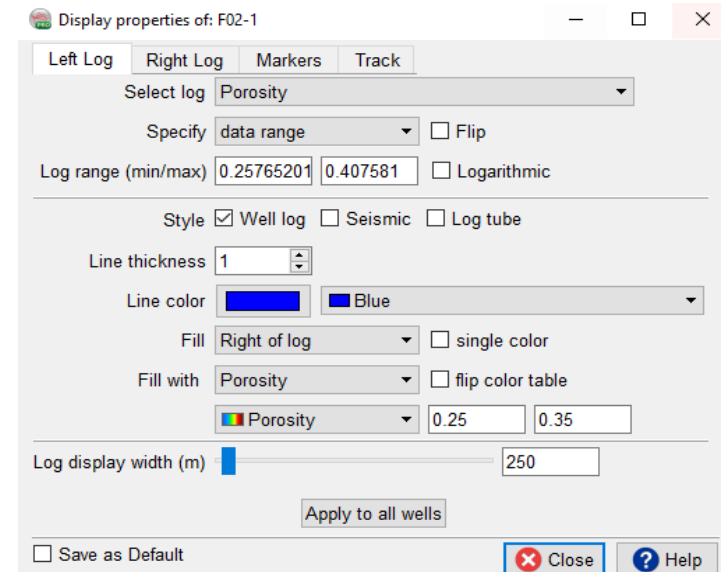 Display properties of: F02-1
Left Log Right Log Markers Track
Select log Porosity
Specify data range Flip
Log range (min/max) 0.25765201 0.407581 Logarithmic
Style Well log Seismic Log tube
Line thickness 1
Line color Blue
Fill Right of log single color
Fill with Porosity flip color table
Porosity 0.25 0.35
Log display width (m) 250
Apply to all wells
Save as Default Close Help